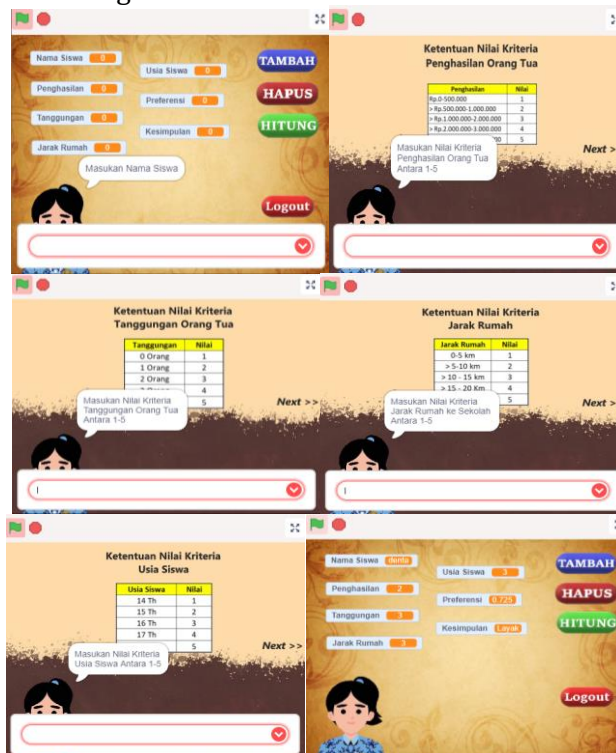 Nama Siswa 0
Usia Siswa 0
TAMBAH
Penghasilan 0
Preferensi 0
HAPUS
Tanggungan 0
Kesimpulan 0
HITUNG
Jarak Rumah 0
Masukan Nama Siswa
Logout
Ketentuan Nilai Kriteria
Penghasilan Orang Tua
Penghasilan Nilai
Rp.0-500.000 1
> Rp.500.000-1.000.000 2
> Rp.1.000.000-2.000.000 3
> Rp.2.000.000-3.000.000 4
5
Masukan Nilai Kriteria
Penghasilan Orang Tua
Antara 1-5
Next >
Ketentuan Nilai Kriteria
Tanggungan Orang Tua
Tanggungan Nilai
0 Orang 1
1 Orang 2
2 Orang 3
4
5
Masukan Nilai Kriteria
Tanggungan Orang Tua
Antara 1-5
Next >>
Ketentuan Nilai Kriteria
Jarak Rumah
Jarak Rumah Nilai
0-5 km 1
> 5-10 km 2
> 10 - 15 km 3
> 15 - 20 Km 4
5
Masukan Nilai Kriteria
Jarak Rumah ke Sekolah
Antara 1-5
Next >
Ketentuan Nilai Kriteria
Usia Siswa
Usia Siswa Nilai
14 Th 1
15 Th 2
16 Th 3
17 Th 4
5
Masukan Nilai Kriteria
Usia Siswa Antara 1-5
Next >>
Nama Siswa denta
Usia Siswa 3
TAMBAH
Penghasilan 2
Preferensi 0.725
HAPUS
Tanggungan 3
Kesimpulan Layak
HITUNG
Jarak Rumah 3
Logout